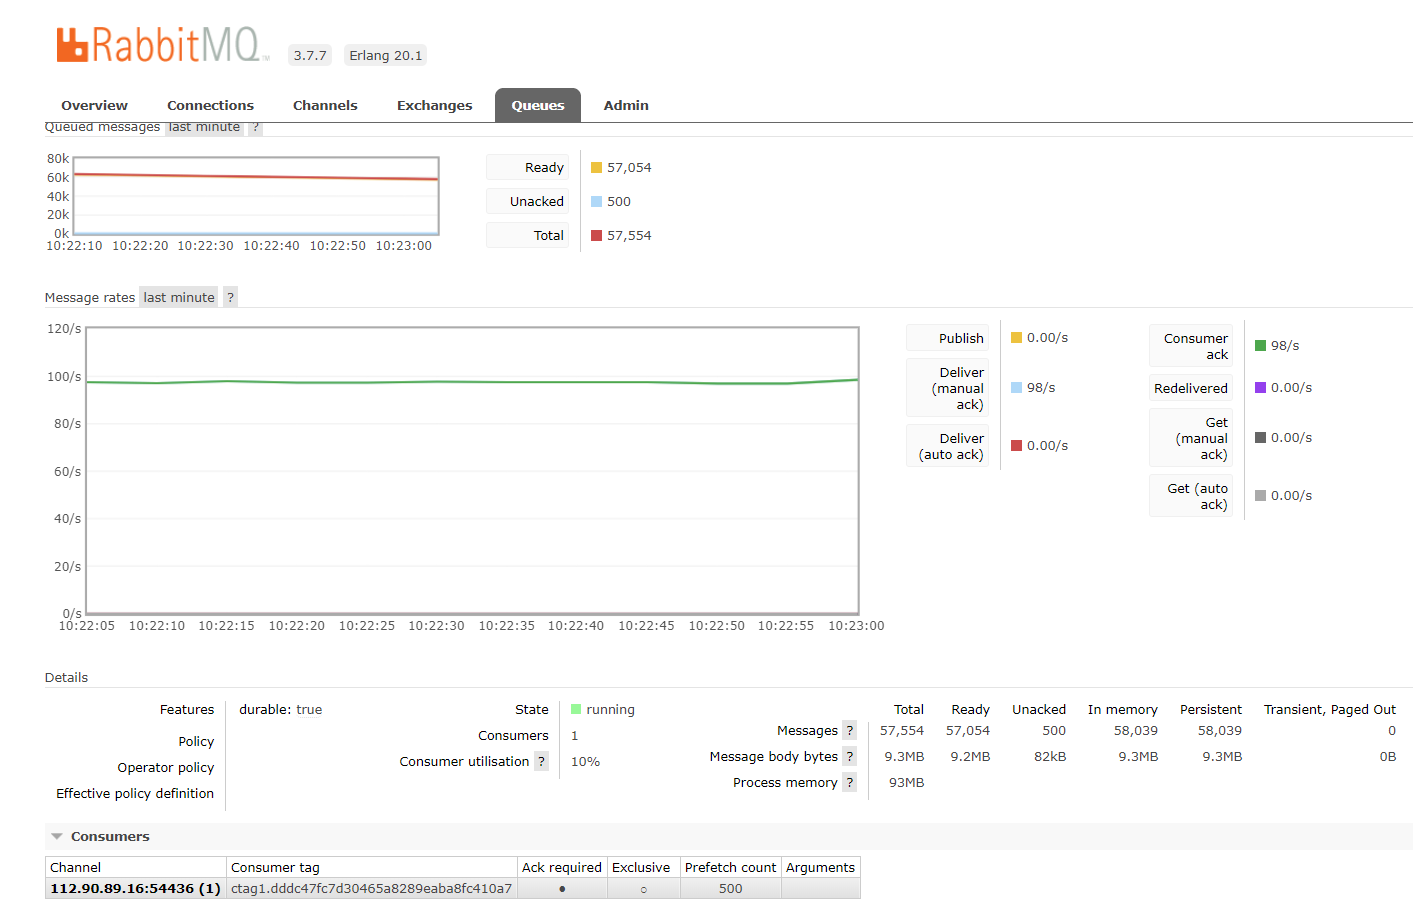 RabbitMQ TM 3.7.7 Erlang 20.1
Overview Connections Channels Exchanges Queues Admin
Queued messages last minute ?
80k
60k
40k
20k
0k
10:22:10 10:22:20 10:22:30 10:22:40 10:22:50 10:23:00
Ready 57,054
Unacked 500
Total 57,554
Message rates last minute ?
120/s
100/s
80/s
60/s
40/s
20/s
0/s
10:22:05 10:22:10 10:22:15 10:22:20 10:22:25 10:22:30 10:22:35 10:22:40 10:22:45 10:22:50 10:22:55 10:23:00
Publish 0.00/s
Deliver
(manual 98/s
ack)
Deliver
(auto ack) 0.00/s
Consumer
ack 98/s
Redelivered 0.00/s
Get
(manual 0.00/s
ack)
Get (auto
ack) 0.00/s
Details
Features durable: true
Policy
Operator policy
Effective policy definition
State running
Consumers 1
Consumer utilisation ? 10%
Total Ready Unacked In memory Persistent Transient, Paged Out
Messages ? 57,554 57,054 500 58,039 58,039 0
Message body bytes ? 9.3MB 9.2MB 82kB 9.3MB 9.3MB 0B
Process memory ? 93MB
Consumers
Channel Consumer tag Ack required Exclusive Prefetch count Arguments
112.90.89.16:54436 (1) ctag1.dddc47fc7d30465a8289eaba8fc410a7 ● ○ 500